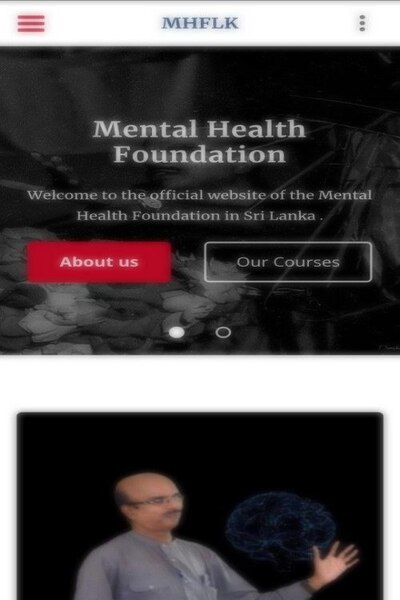 MHFLK
Mental Health
Foundation
Welcome to the official website of the Mental
Health Foundation in Sri Lanka .
About us
Our Courses